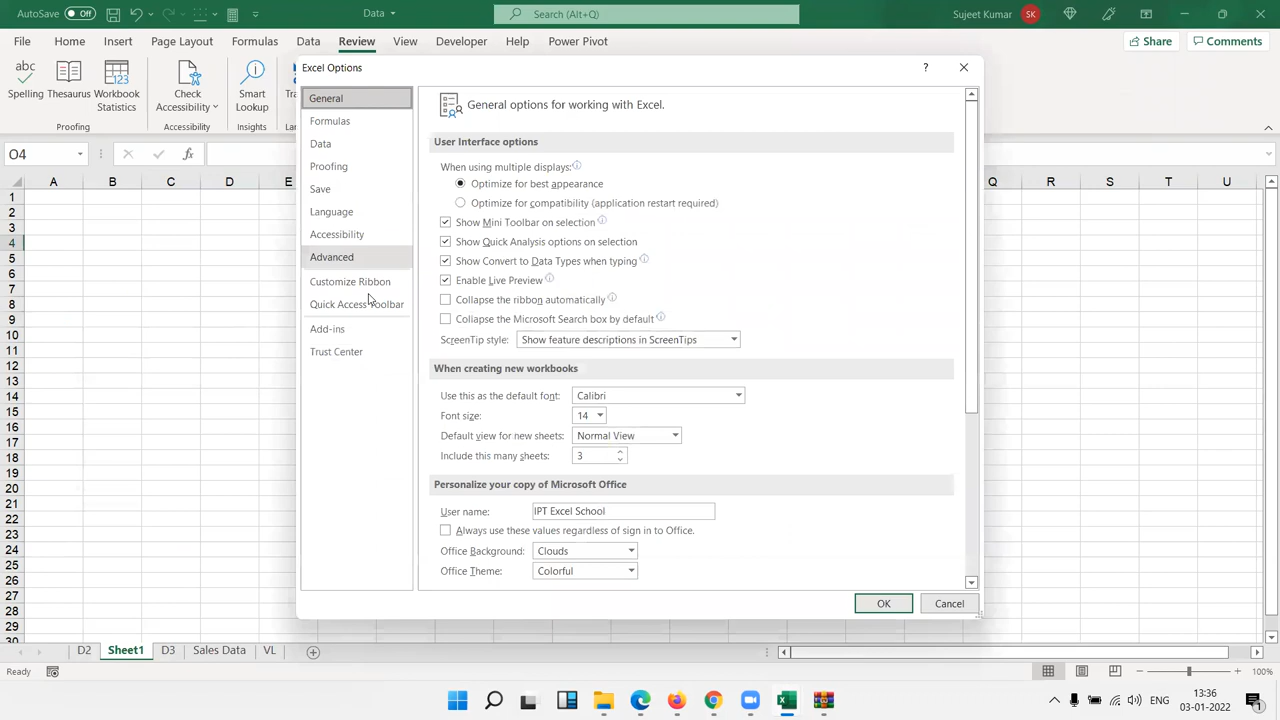 AutoSave Off Data Search (Alt+Q) Sujeet Kumar SK
File Home Insert Page Layout Formulas Data Review View Developer Help Power Pivot Share Comments
abc
Spelling Thesaurus Workbook Statistics Check Accessibility Smart Lookup
Proofing Accessibility Insights
Excel Options ?
General
Formulas
Data
Proofing
Save
Language
Accessibility
Advanced
Customize Ribbon
Quick Access Toolbar
Add-ins
Trust Center
General options for working with Excel.
User Interface options
When using multiple displays:
Optimize for best appearance
Optimize for compatibility (application restart required)
Show Mini Toolbar on selection
Show Quick Analysis options on selection
Show Convert to Data Types when typing
Enable Live Preview
Collapse the ribbon automatically
Collapse the Microsoft Search box by default
ScreenTip style: Show feature descriptions in ScreenTips
When creating new workbooks
Use this as the default font: Calibri
Font size: 14
Default view for new sheets: Normal View
Include this many sheets: 3
Personalize your copy of Microsoft Office
User name: IPT Excel School
Always use these values regardless of sign in to Office.
Office Background: Clouds
Office Theme: Colorful
OK Cancel
O4 fx
A B C D E Q R S T U
1
2
3
4
5
6
7
8
9
10
11
12
13
14
15
16
17
18
19
20
21
22
23
24
25
26
27
28
29
30
D2 Sheet1 D3 Sales Data VL
Ready 100%
ENG 13:36
03-01-2022 1